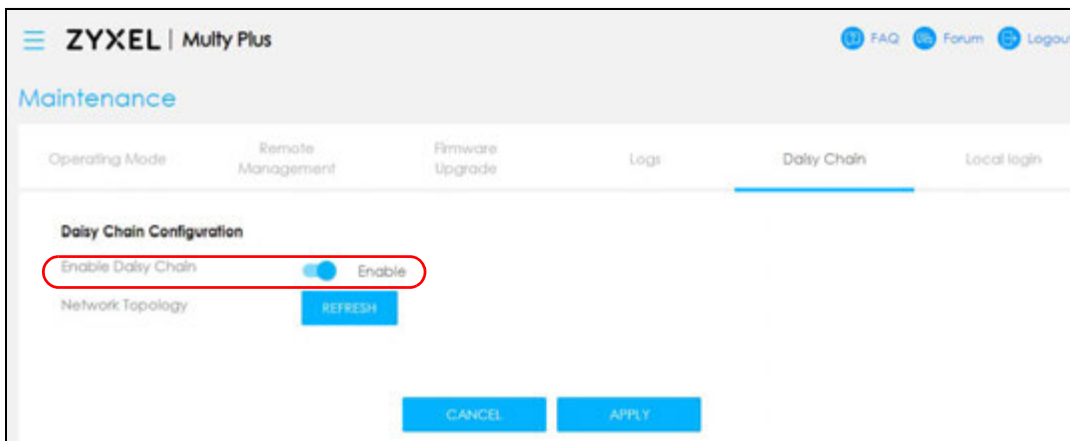 ZYXEL | Multy Plus
FAQ Forum Logout
Maintenance
Operating Mode Remote Management Firmware Upgrade Logs Daisy Chain Local login
Daisy Chain Configuration
Enable Daisy Chain Enable
Network Topology REFRESH
CANCEL APPLY